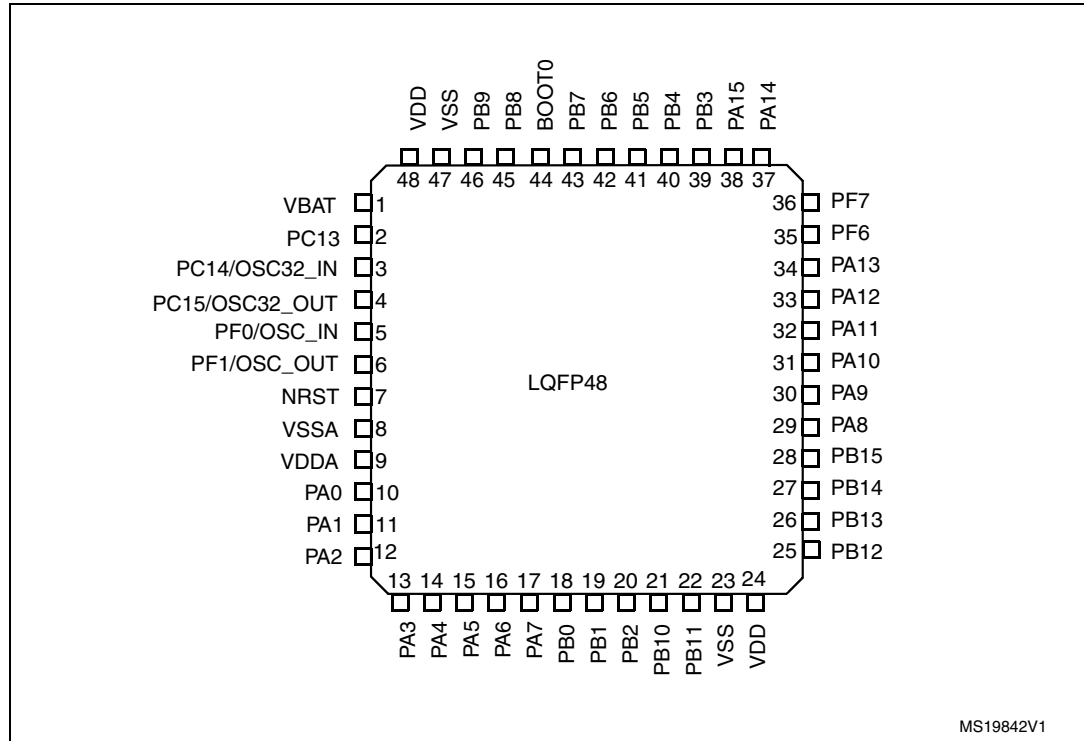 VDD
VSS
PB9
PB8
BOOT0
PB7
PB6
PB5
PB4
PB3
PA15
PA14
48 47 46 45 44 43 42 41 40 39 38 37
VBAT 1 36 PF7
PC13 2 35 PF6
PC14/OSC32_IN 3 34 PA13
PC15/OSC32_OUT 4 33 PA12
PF0/OSC_IN 5 32 PA11
PF1/OSC_OUT 6 31 PA10
NRST 7 LQFP48 30 PA9
VSSA 8 29 PA8
VDDA 9 28 PB15
PA0 10 27 PB14
PA1 11 26 PB13
PA2 12 25 PB12
13 14 15 16 17 18 19 20 21 22 23 24
PA3
PA4
PA5
PA6
PA7
PB0
PB1
PB2
PB10
PB11
VSS
VDD
MS19842V1